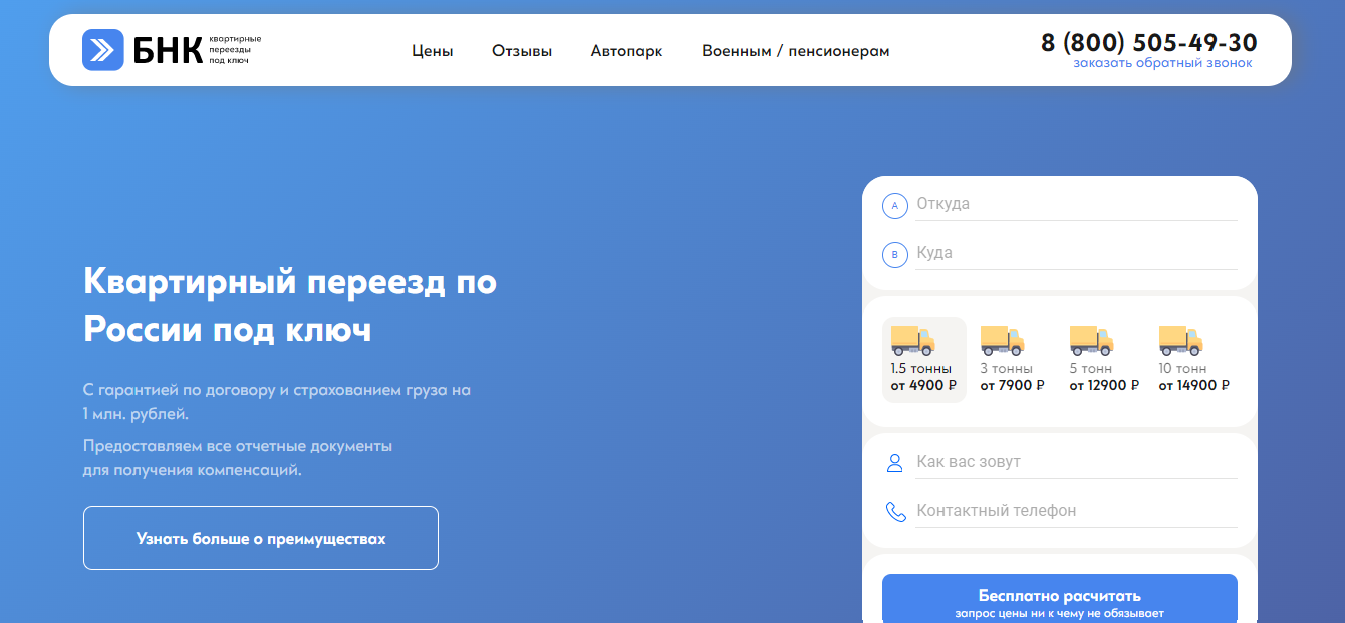 БНК
квартирные
переезды
под ключ
Цены
Отзывы
Автопарк
Военным / пенсионерам
8 (800) 505-49-30
заказать обратный звонок
Квартирный переезд по
России под ключ
С гарантией по договору и страхованием груза на
1 млн. рублей.
Предоставляем все отчетные документы
для получения компенсаций.
Узнать больше о преимуществах
A
Откуда
B
Куда
1.5 тонны
от 4900 ₽
3 тонны
от 7900 ₽
5 тонн
от 12900 ₽
10 тонн
от 14900 ₽
Как вас зовут
Контактный телефон
Бесплатно расчитать
запрос цены ни к чему не обязывает